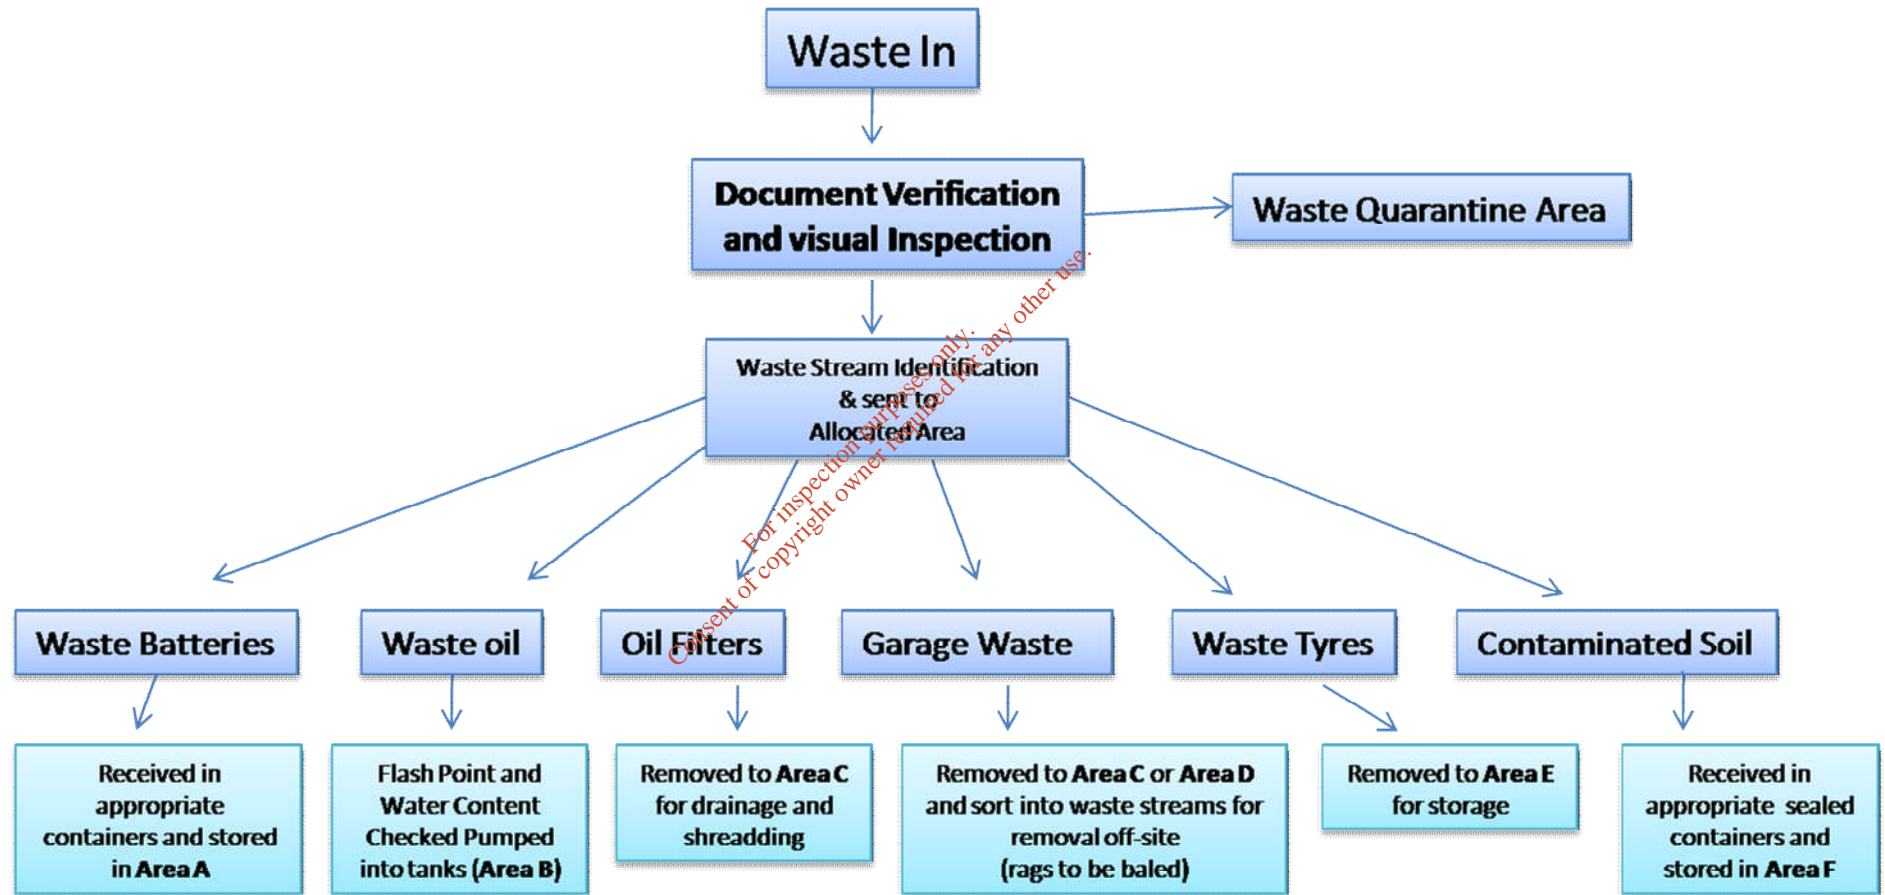 Waste In
Document Verification
and visual Inspection
Waste Quarantine Area
Waste Stream Identification
& sent to
Allocated Area
For inspection purposes only.
Consent of copyright owner required for any other use.
Waste Batteries
Waste oil
Oil Filters
Garage Waste
Waste Tyres
Contaminated Soil
Received in
appropriate
containers and stored
in Area A
Flash Point and
Water Content
Checked Pumped
into tanks (Area B)
Removed to Area C
for drainage and
shreadding
Removed to Area C or Area D
and sort into waste streams for
removal off-site
(rags to be baled)
Removed to Area E
for storage
Received in
appropriate sealed
containers and
stored in Area F